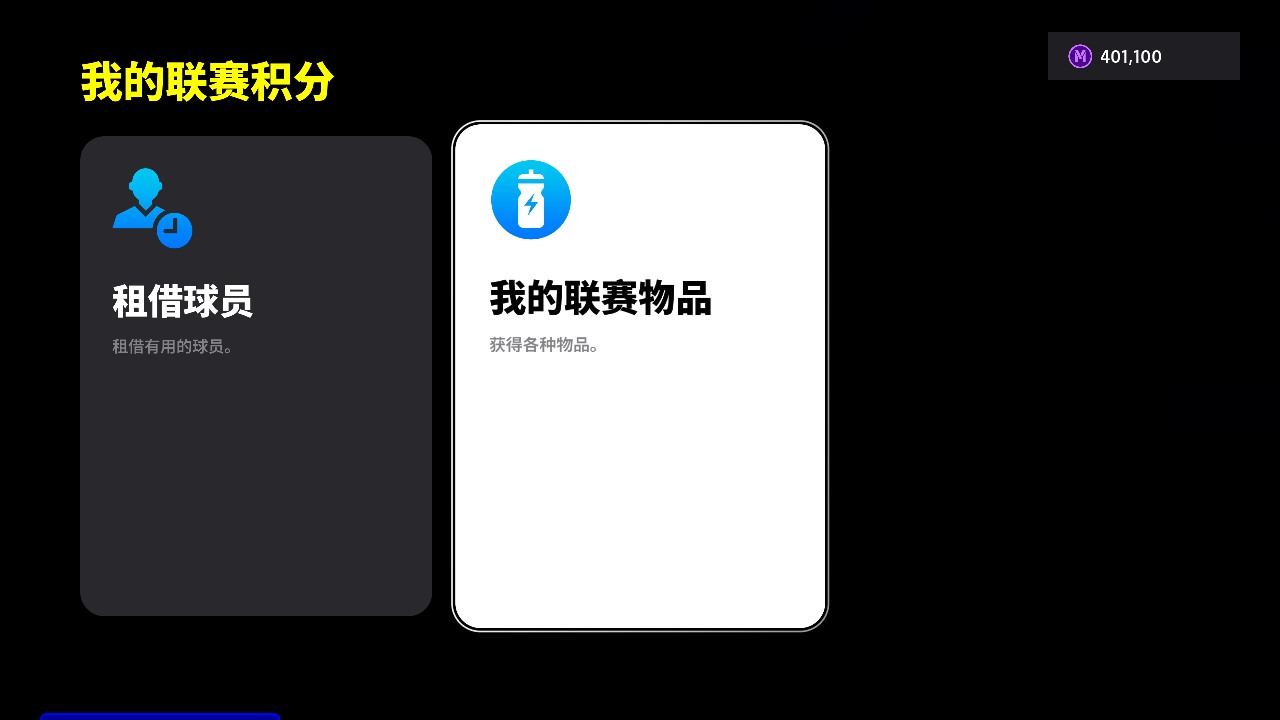 我的联赛积分
401,100
租借球员
租借有用的球员。
我的联赛物品
获得各种物品。